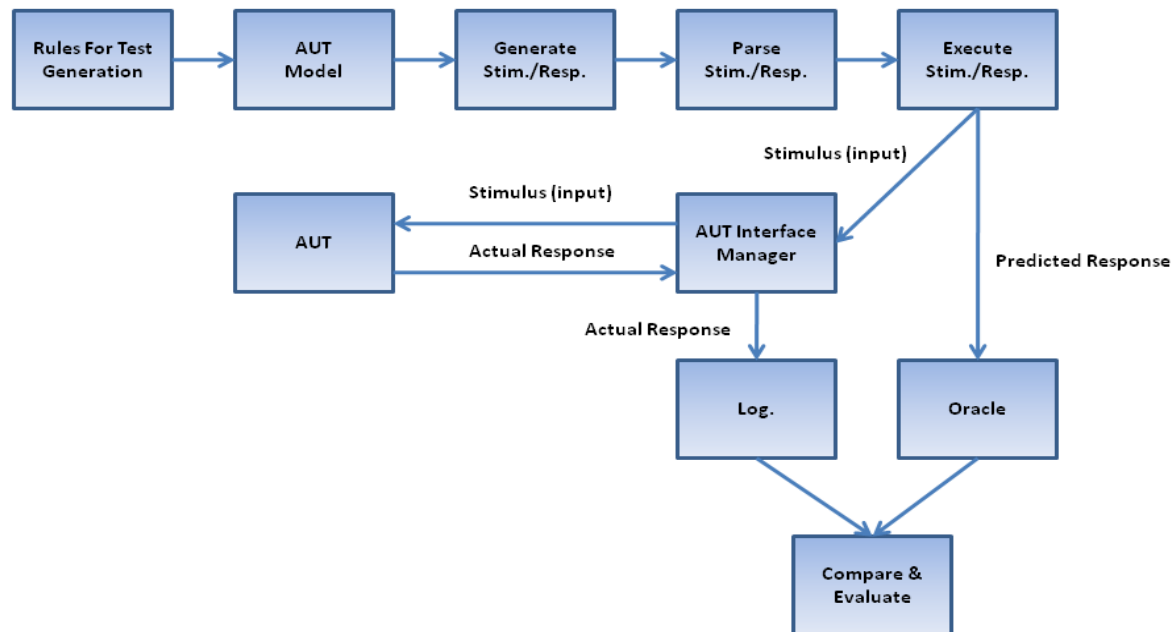 Rules For Test
Generation
AUT
Model
Generate
Stim./Resp.
Parse
Stim./Resp.
Execute
Stim./Resp.
Stimulus (input)
Stimulus (input)
AUT
Actual Response
AUT Interface
Manager
Predicted Response
Actual Response
Log.
Oracle
Compare &
Evaluate